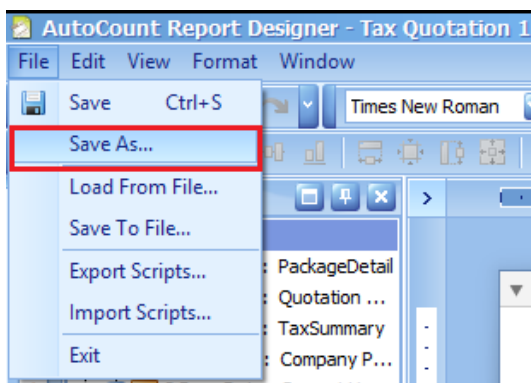 AutoCount Report Designer - Tax Quotation 1
File Edit View Format Window
Save Ctrl+S
Times New Roman
Save As...
Load From File...
Save To File...
Export Scripts...
: PackageDetail
Import Scripts...
: Quotation ...
: TaxSummary
Exit
: Company P...